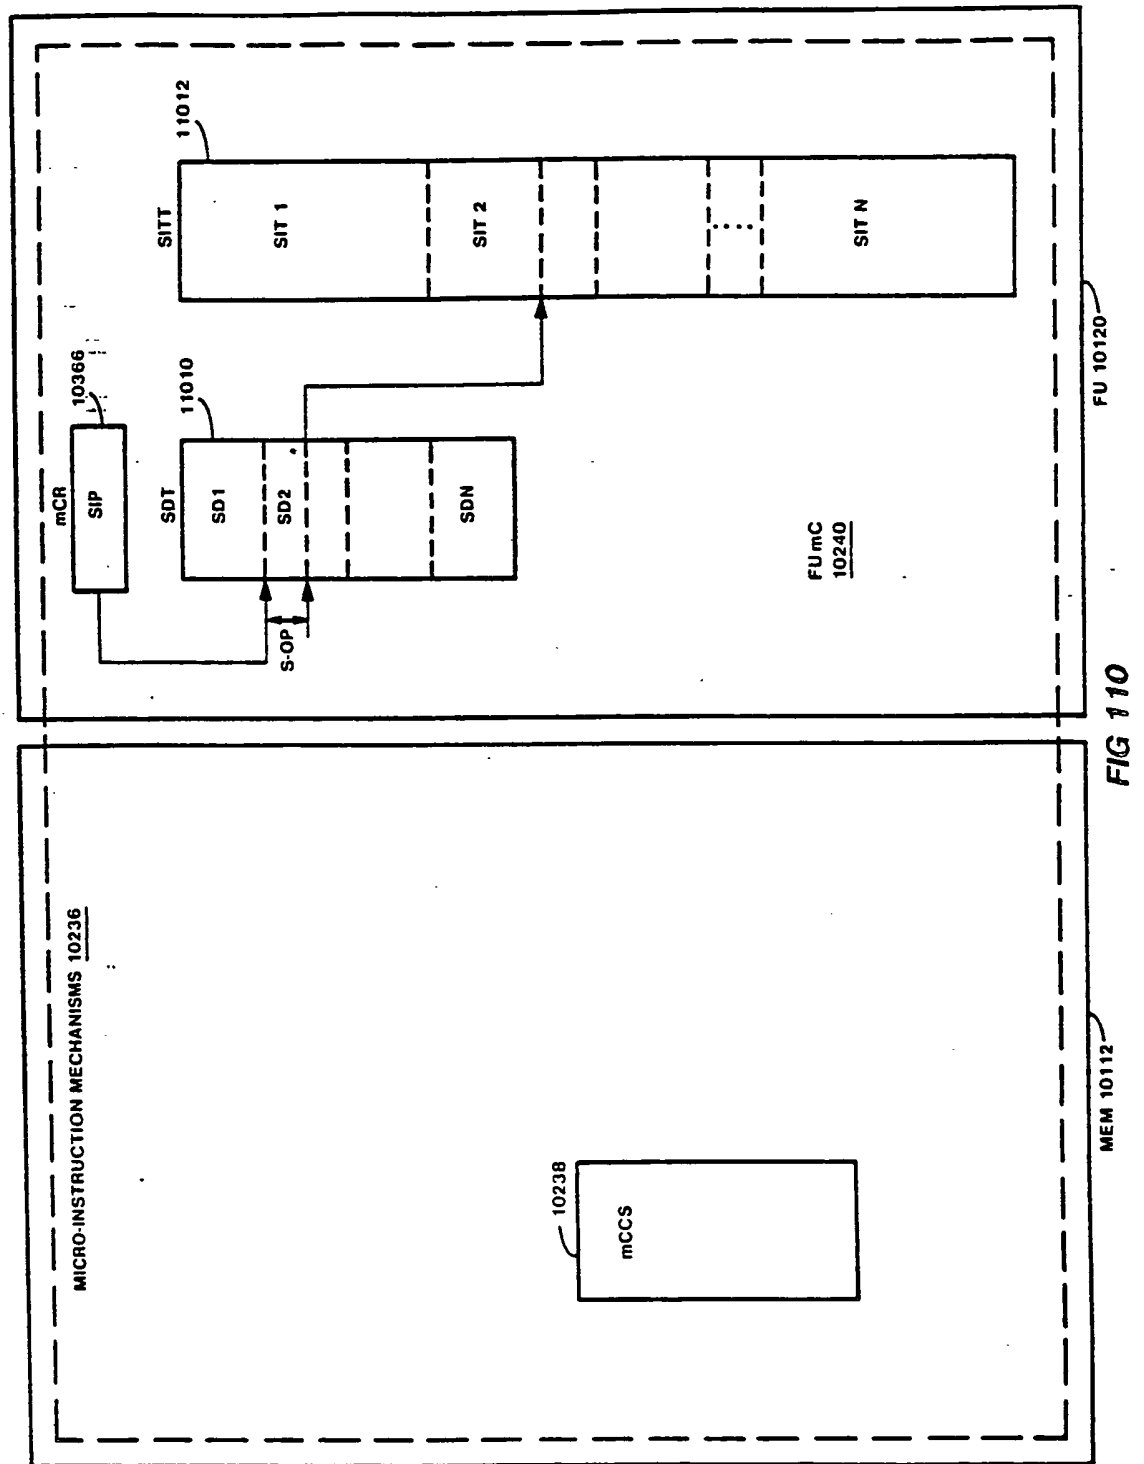 MICRO-INSTRUCTION MECHANISMS 10236
mCCS
10238
MEM 10112
mCR
SIP
10366
SDT
11010
SD1
SD2
SDN
S-OP
SITT
11012
SIT 1
SIT 2
SIT N
FUmC
10240
FU 10120
FIG 110